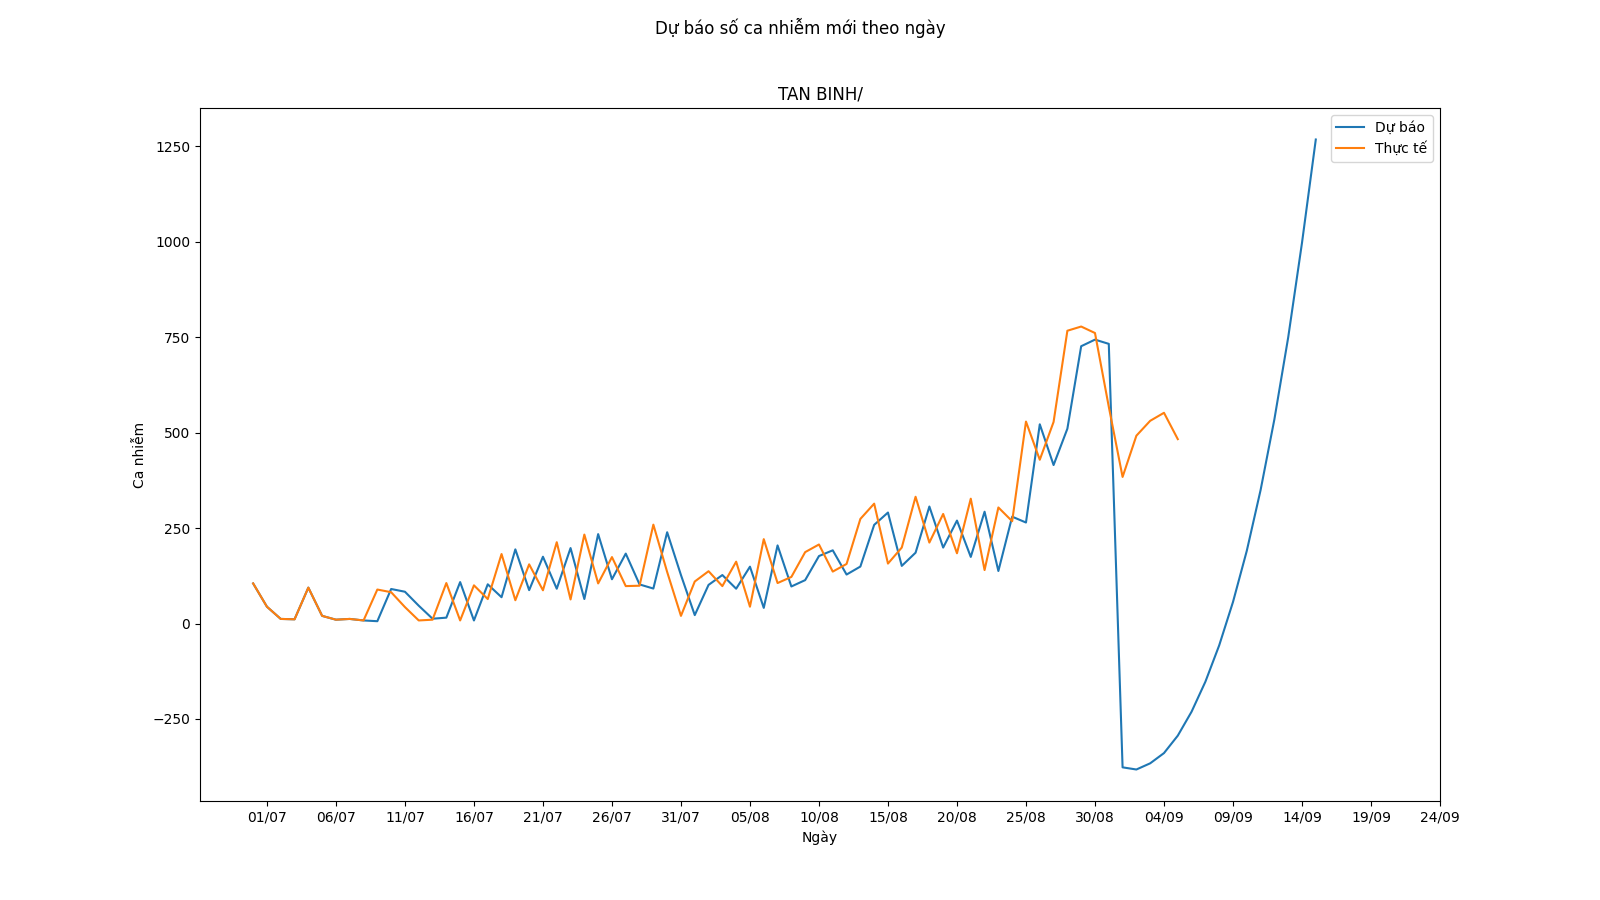 Dự báo số ca nhiễm mới theo ngày
TAN BINH/
Dự báo
Thực tế
1250
1000
750
500
250
0
−250
Ca nhiễm
01/07 06/07 11/07 16/07 21/07 26/07 31/07 05/08 10/08 15/08 20/08 25/08 30/08 04/09 09/09 14/09 19/09 24/09
Ngày